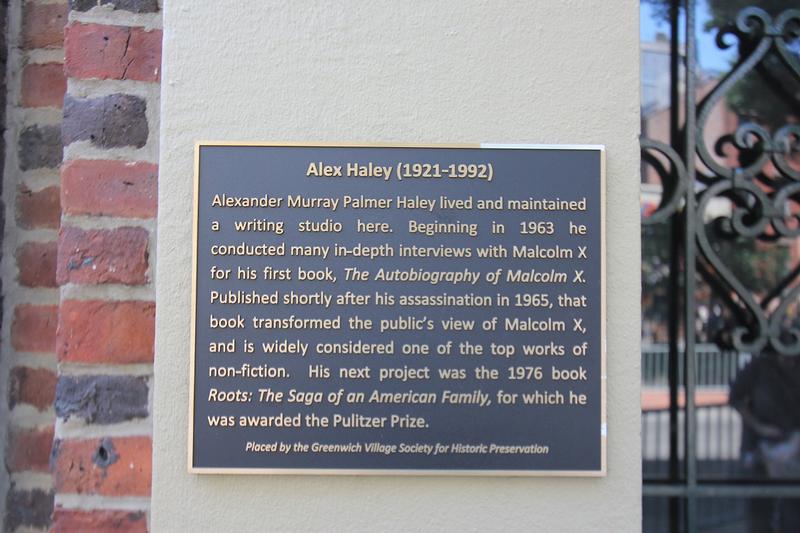 Alex Haley (1921-1992)
Alexander Murray Palmer Haley lived and maintained
a writing studio here. Beginning in 1963 he
conducted many in-depth interviews with Malcolm X
for his first book, The Autobiography of Malcolm X.
Published shortly after his assassination in 1965, that
book transformed the public's view of Malcolm X,
and is widely considered one of the top works of
non-fiction. His next project was the 1976 book
Roots: The Saga of an American Family, for which he
was awarded the Pulitzer Prize.
Placed by the Greenwich Village Society for Historic Preservation